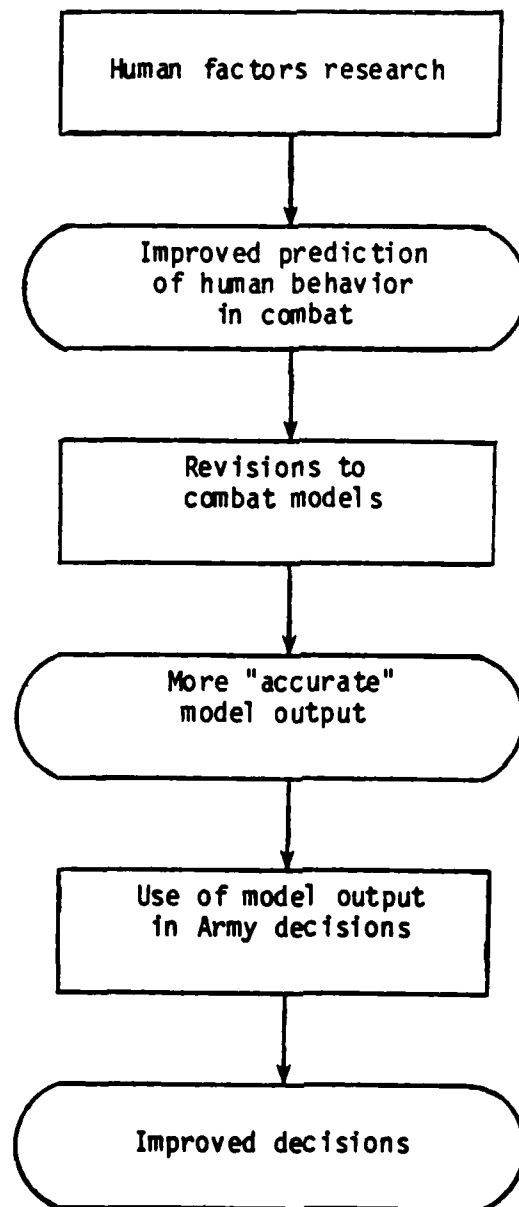 Human factors research
Improved prediction
of human behavior
in combat
Revisions to
combat models
More "accurate"
model output
Use of model output
in Army decisions
Improved decisions